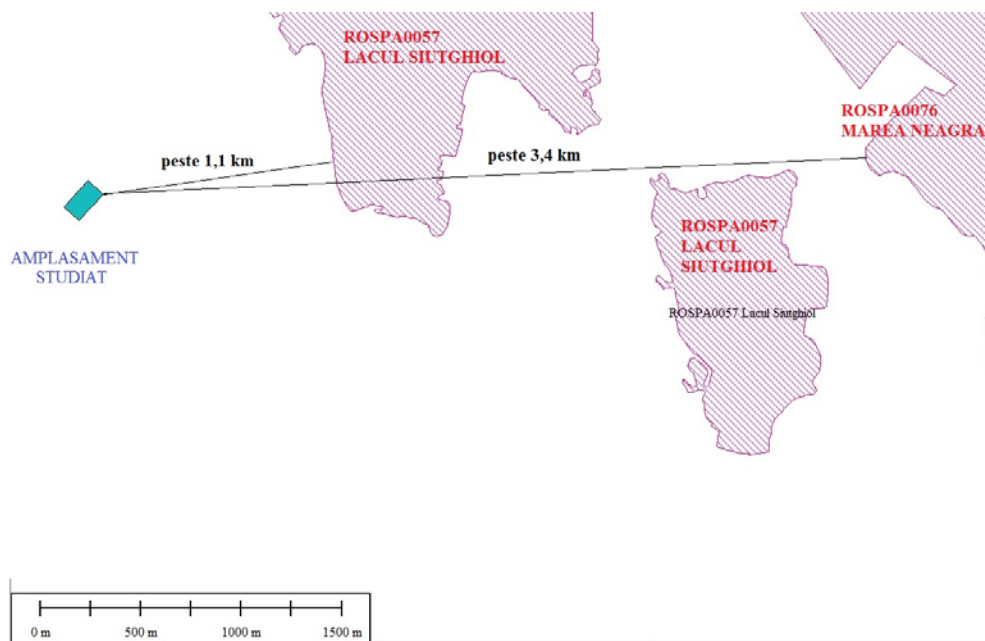 ROSPA0057
LACUL SIUTGHIOL
ROSPA0076
MAREA NEAGRA
peste 1,1 km
peste 3,4 km
AMPLASAMENT
STUDIAT
ROSPA0057
LACUL
SIUTGHIOL
ROSPA0057 Lacul Siutghiol
0 m
500 m
1000 m
1500 m